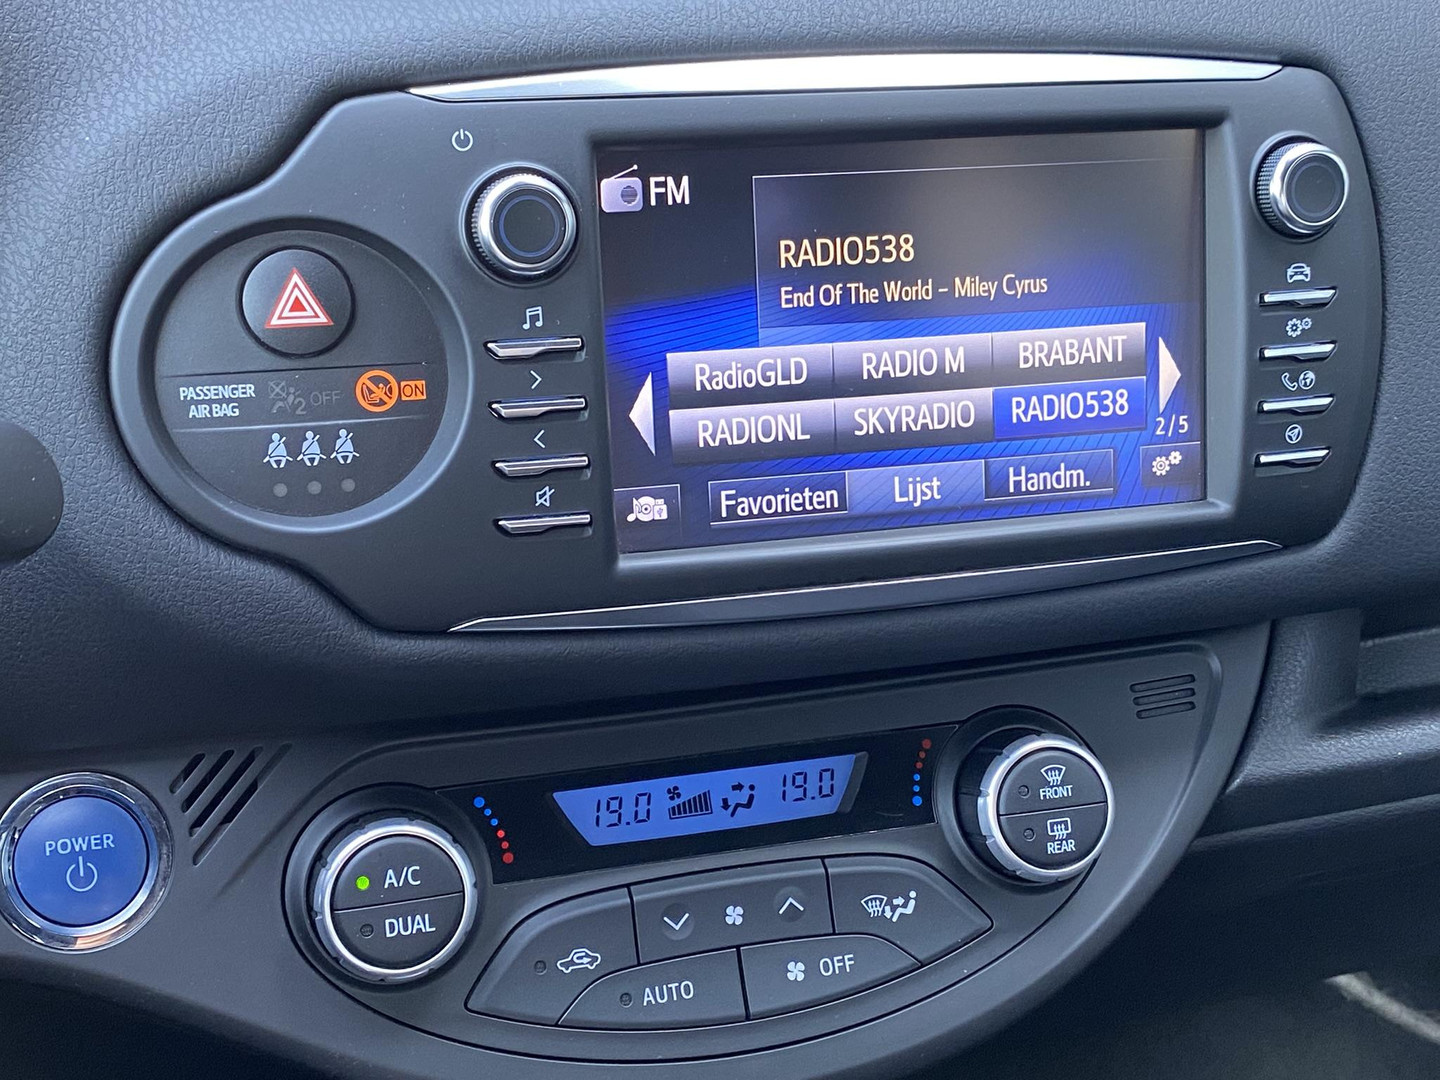 FM
RADIO538
End Of The World - Miley Cyrus
RadioGLD RADIO M BRABANT
RADIONL SKYRADIO RADIO538
2/5
Favorieten Lijst Handm.
PASSENGER
AIR BAG
2 OFF
ON
POWER
19.0 19.0
A/C
DUAL
FRONT
REAR
AUTO
OFF